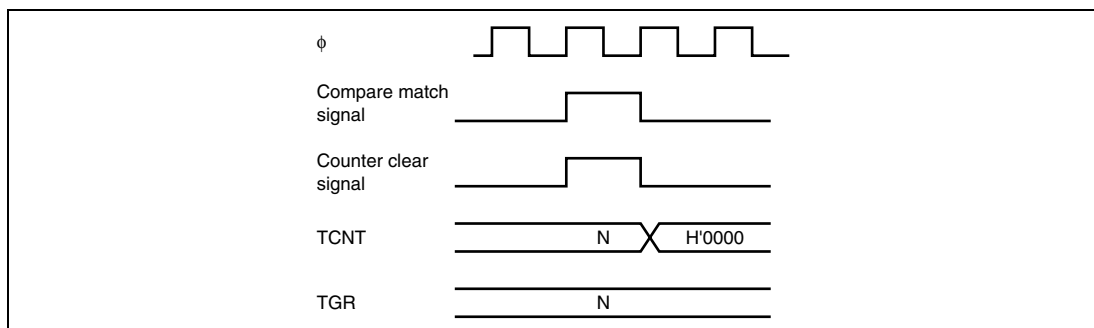 ϕ
Compare match
signal
Counter clear
signal
TCNT
N
H'0000
TGR
N